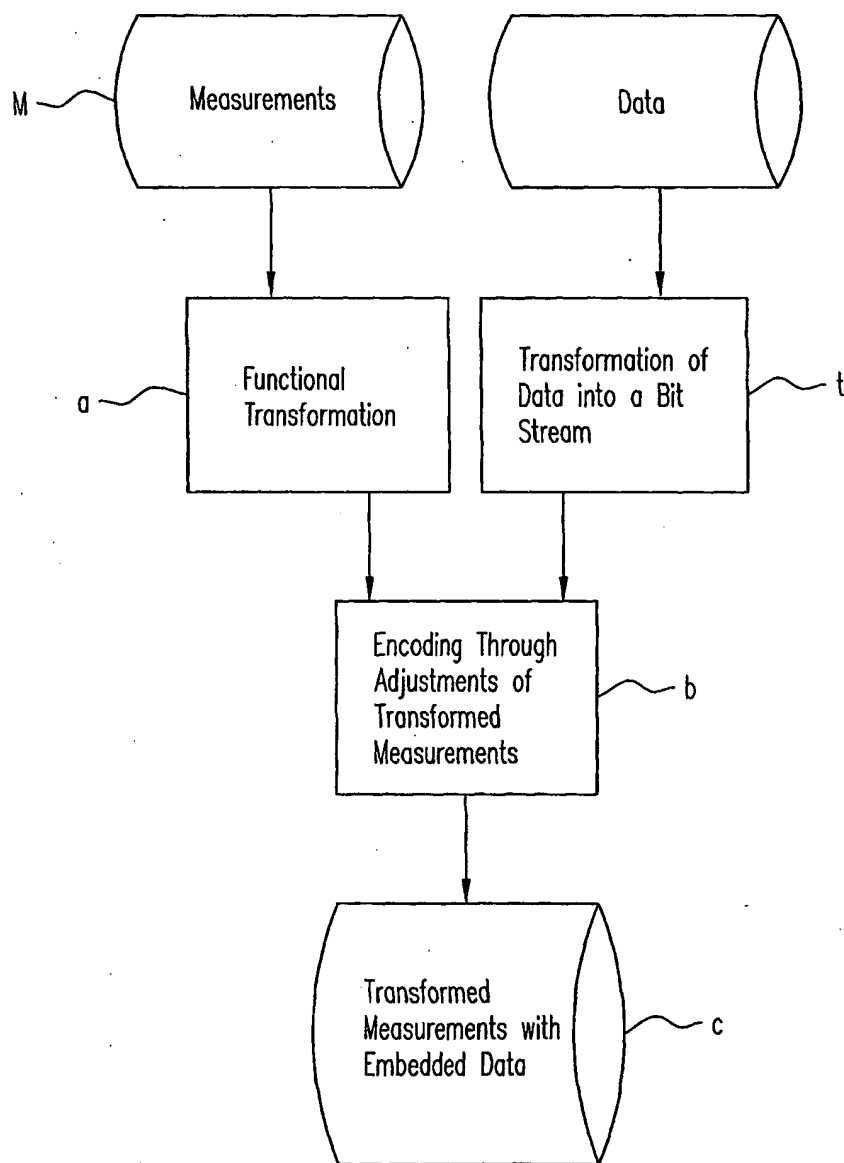 M
Measurements
Data
a
Functional
Transformation
Transformation of
Data into a Bit
Stream
t
Encoding Through
Adjustments of
Transformed
Measurements
b
Transformed
Measurements with
Embedded Data
c